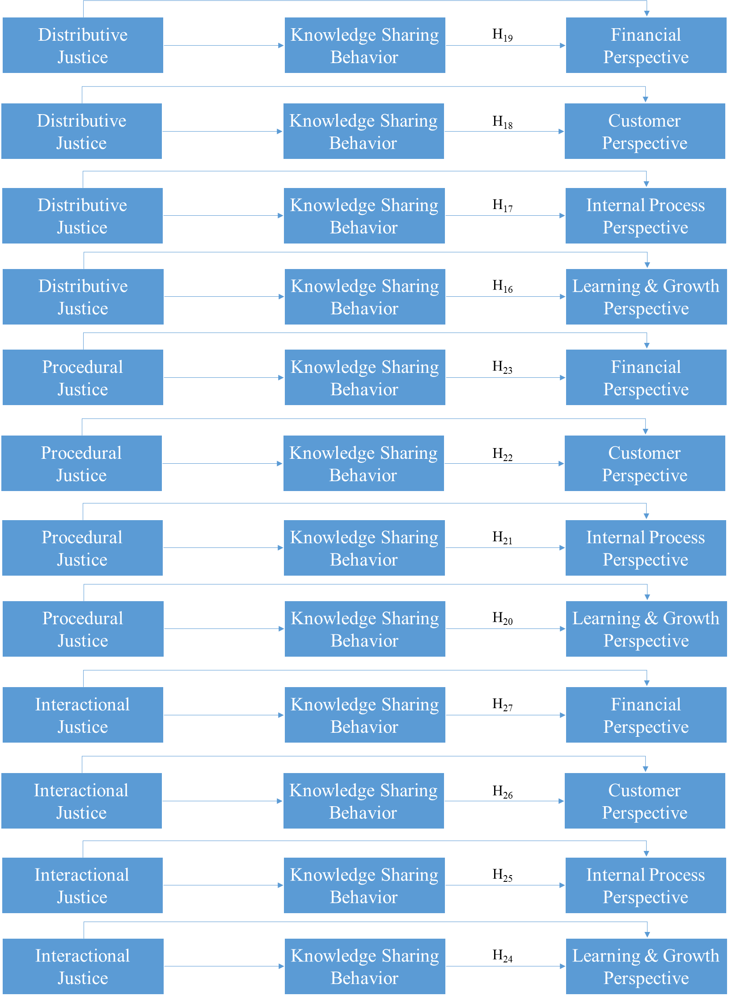 Distributive
Justice
Knowledge Sharing
Behavior
H19
Financial
Perspective
Distributive
Justice
Knowledge Sharing
Behavior
H18
Customer
Perspective
Distributive
Justice
Knowledge Sharing
Behavior
H17
Internal Process
Perspective
Distributive
Justice
Knowledge Sharing
Behavior
H16
Learning & Growth
Perspective
Procedural
Justice
Knowledge Sharing
Behavior
H23
Financial
Perspective
Procedural
Justice
Knowledge Sharing
Behavior
H22
Customer
Perspective
Procedural
Justice
Knowledge Sharing
Behavior
H21
Internal Process
Perspective
Procedural
Justice
Knowledge Sharing
Behavior
H20
Learning & Growth
Perspective
Interactional
Justice
Knowledge Sharing
Behavior
H27
Financial
Perspective
Interactional
Justice
Knowledge Sharing
Behavior
H26
Customer
Perspective
Interactional
Justice
Knowledge Sharing
Behavior
H25
Internal Process
Perspective
Interactional
Justice
Knowledge Sharing
Behavior
H24
Learning & Growth
Perspective